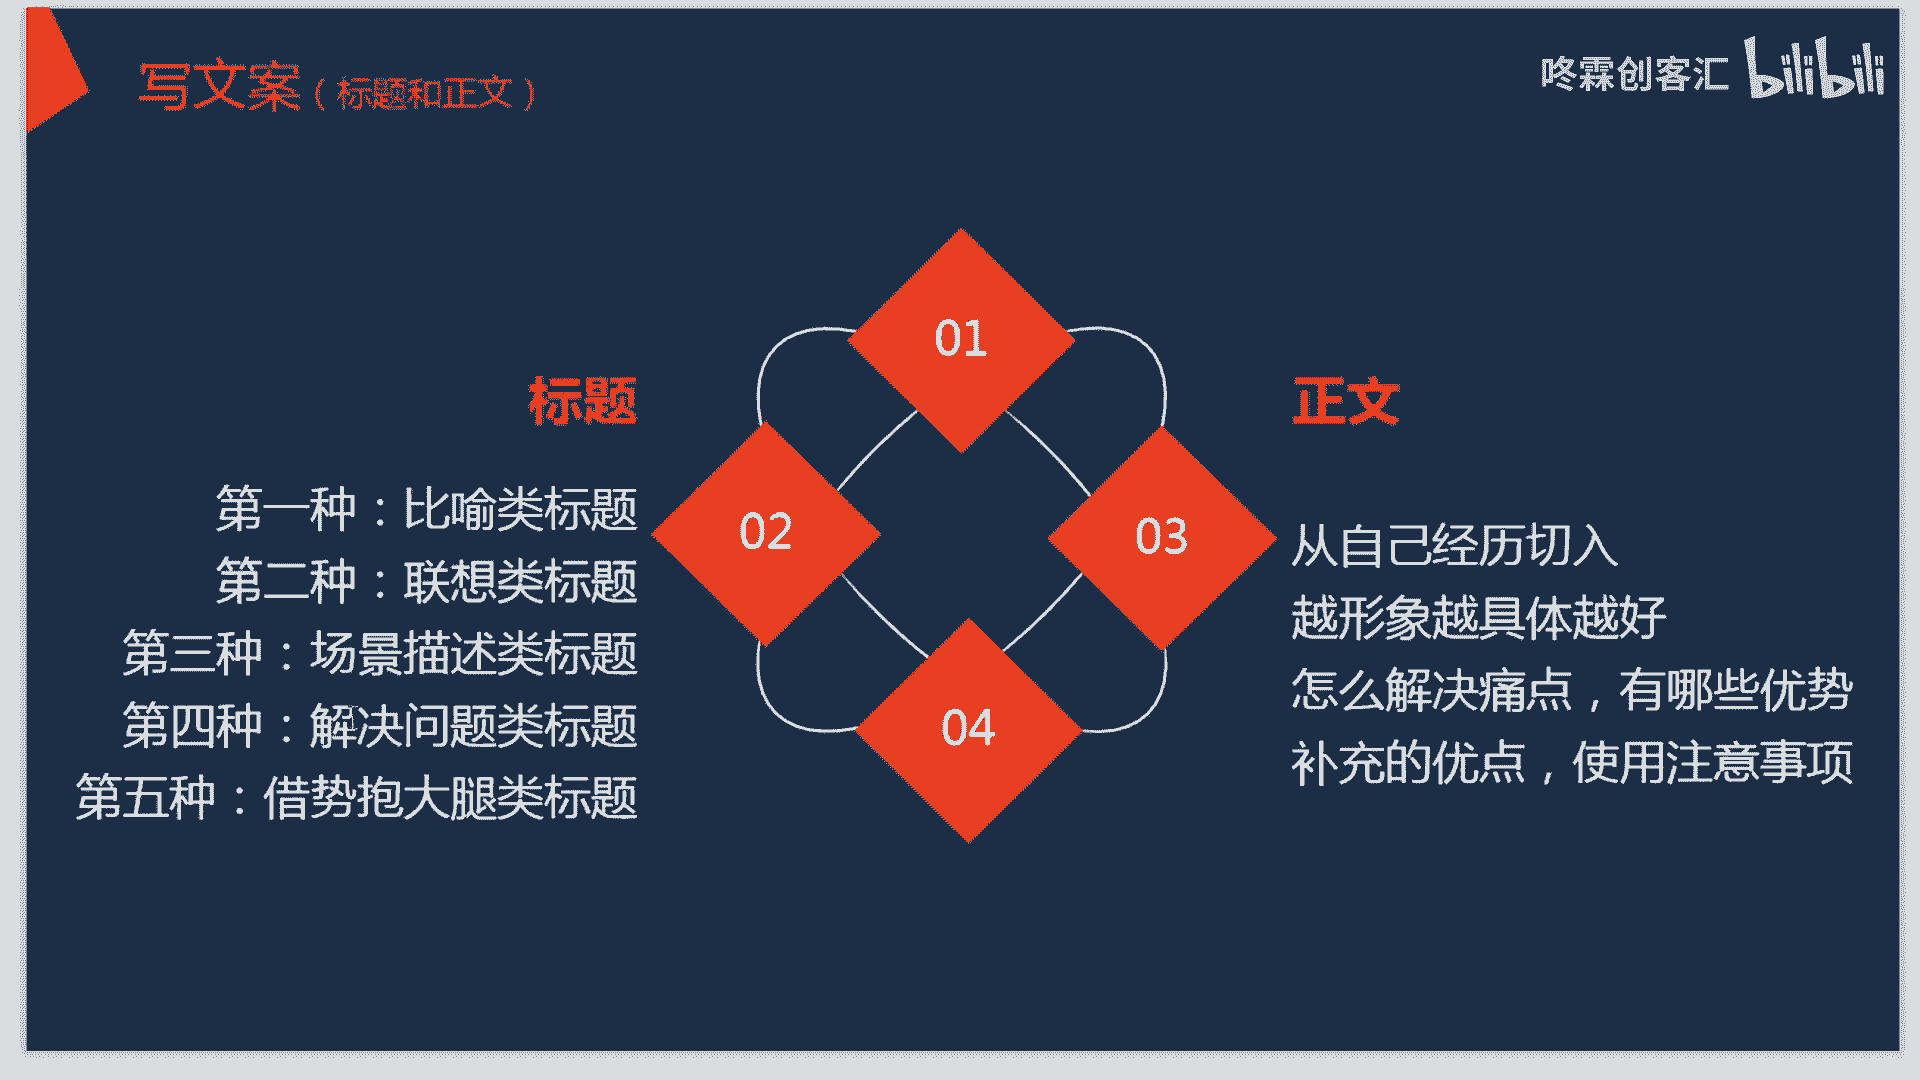 写文案（标题和正文）
咚霖创客汇 bilibili
01
02
03
04
标题
第一种：比喻类标题
第二种：联想类标题
第三种：场景描述类标题
第四种：解决问题类标题
第五种：借势抱大腿类标题
正文
从自己经历切入
越形象越具体越好
怎么解决痛点，有哪些优势
补充的优点，使用注意事项